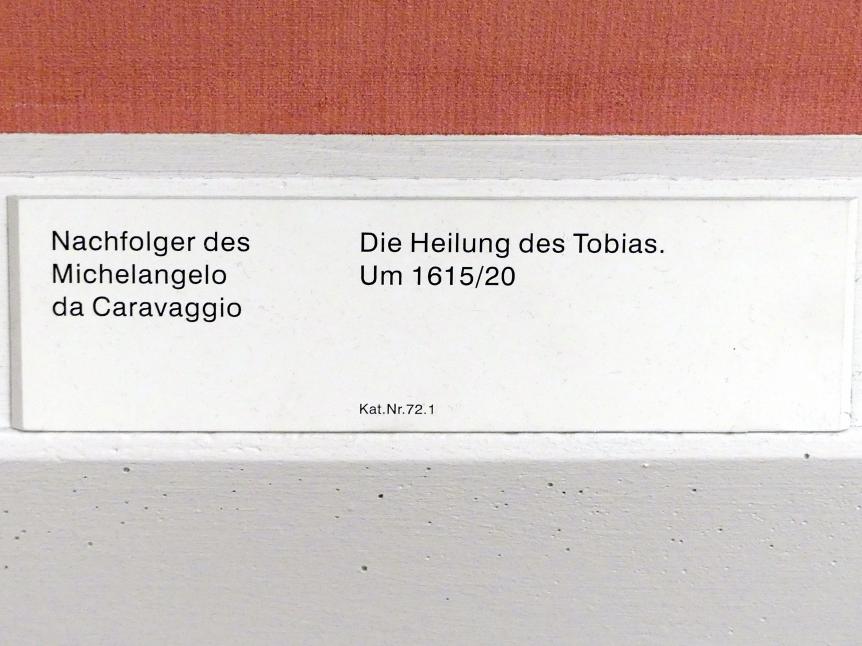 Nachfolger des
Michelangelo
da Caravaggio
Die Heilung des Tobias.
Um 1615/20
Kat.Nr.72.1